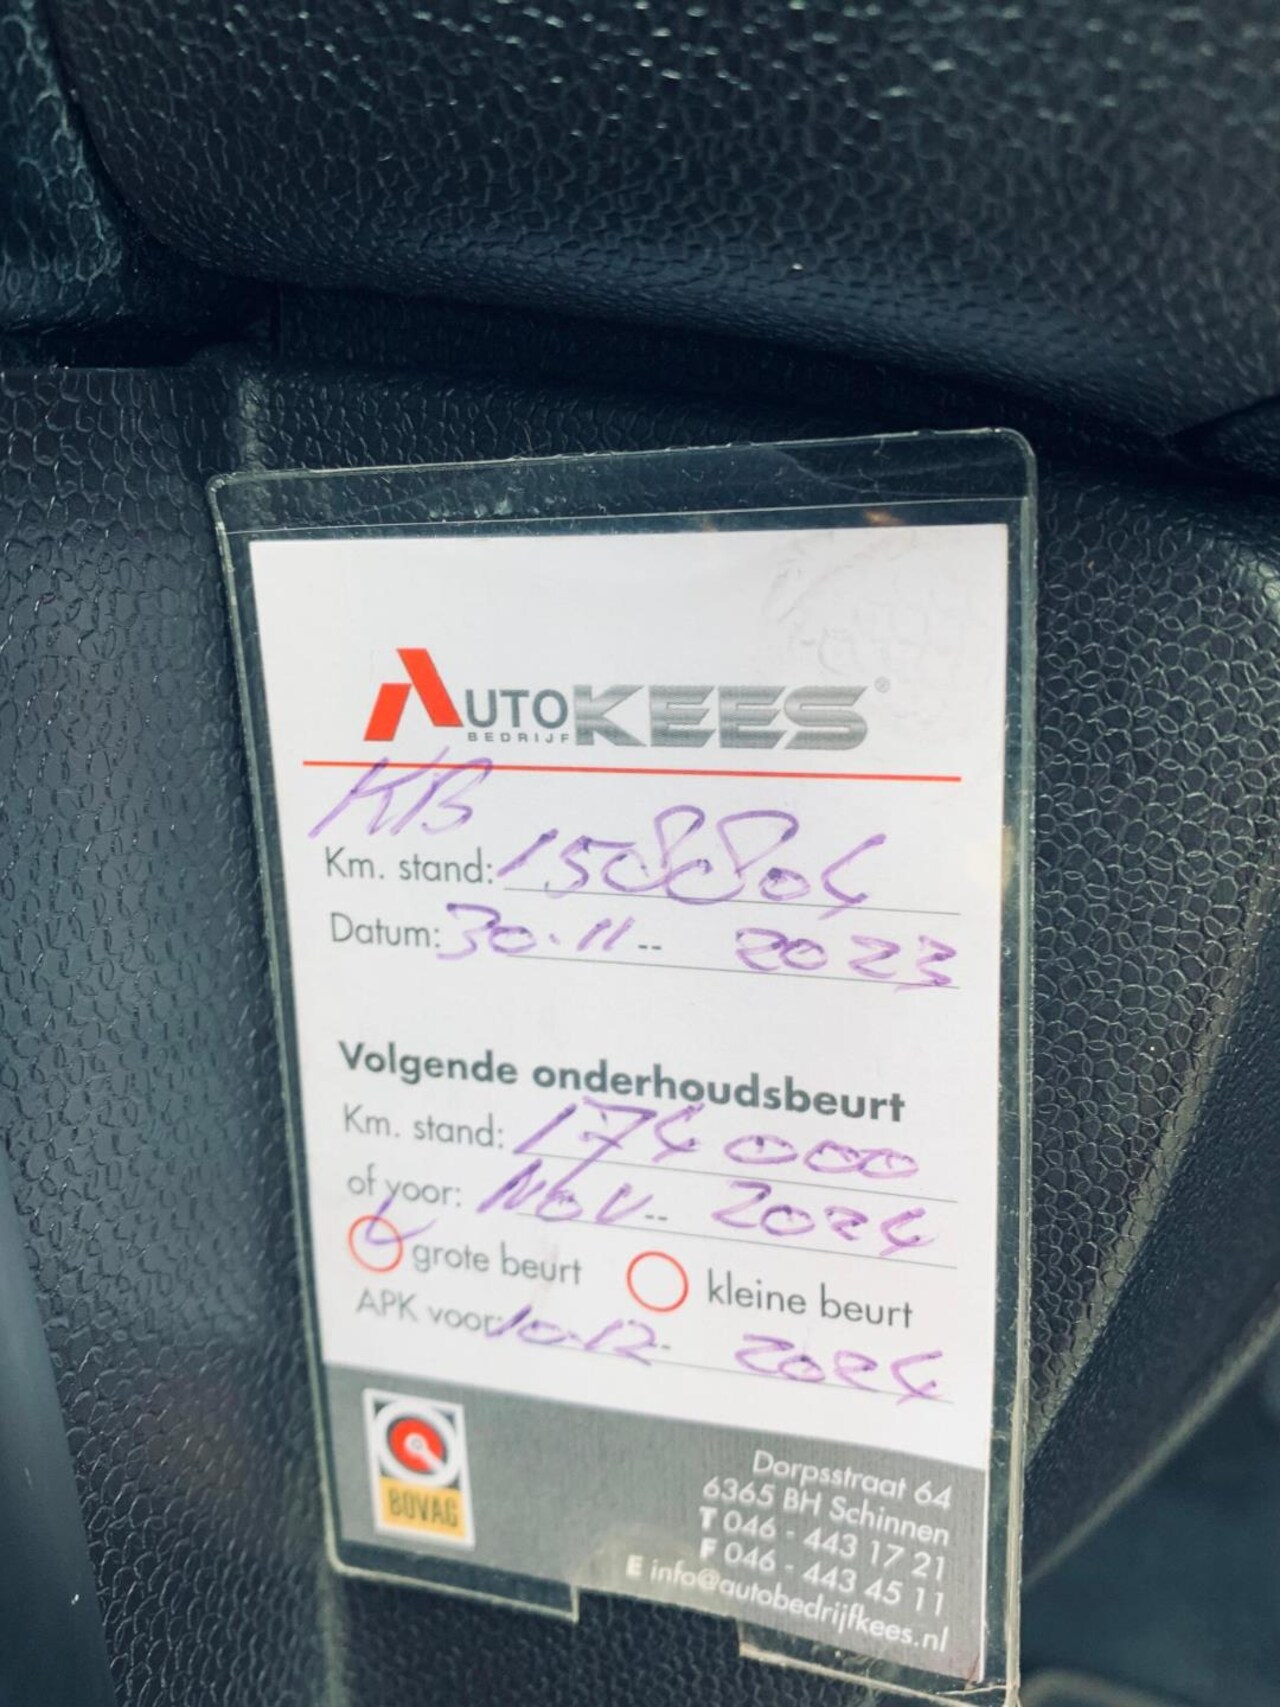 AUTO BEDRIJF KEES®
KB
Km. stand: 158804
Datum: 30.11-- 2023
Volgende onderhoudsbeurt
Km. stand: 174000
of voor: Nov-- 2024
grote beurt kleine beurt
APK voor: 10-12-- 2024
BOVAG
Dorpsstraat 64
6365 BH Schinnen
T 046 - 443 17 21
F 046 - 443 45 11
E info@autobedrijfkees.nl